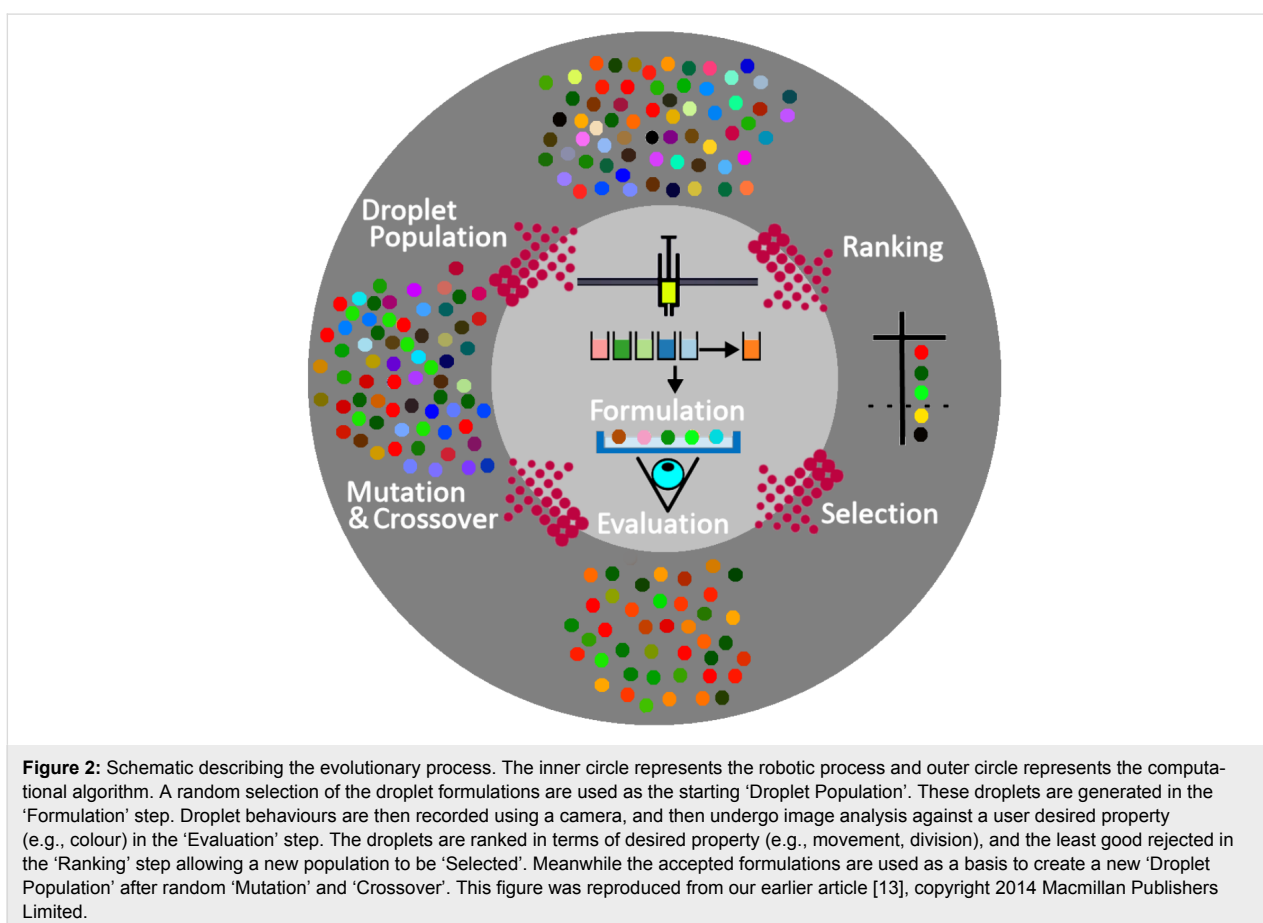 Droplet
Population
Ranking
Formulation
Mutation
& Crossover
Evaluation
Selection
Figure 2: Schematic describing the evolutionary process. The inner circle represents the robotic process and outer circle represents the computa-
tional algorithm. A random selection of the droplet formulations are used as the starting ‘Droplet Population’. These droplets are generated in the
‘Formulation’ step. Droplet behaviours are then recorded using a camera, and then undergo image analysis against a user desired property
(e.g., colour) in the ‘Evaluation’ step. The droplets are ranked in terms of desired property (e.g., movement, division), and the least good rejected in
the ‘Ranking’ step allowing a new population to be ‘Selected’. Meanwhile the accepted formulations are used as a basis to create a new ‘Droplet
Population’ after random ‘Mutation’ and ‘Crossover’. This figure was reproduced from our earlier article [13], copyright 2014 Macmillan Publishers
Limited.